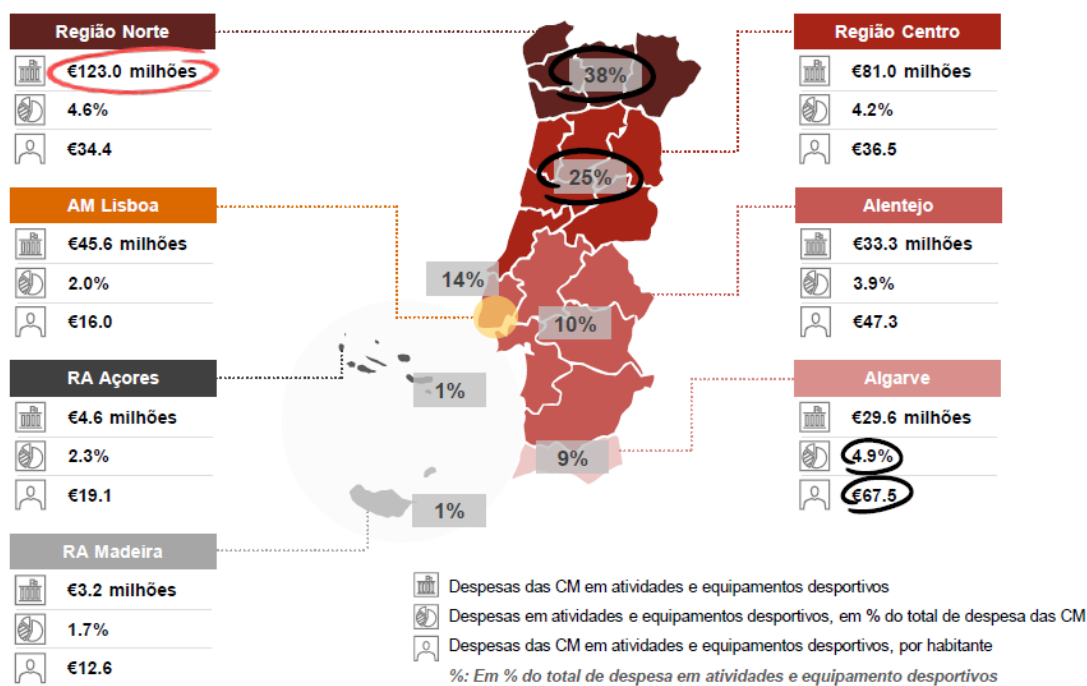 Região Norte
€123.0 milhões
4.6%
€34.4
AM Lisboa
€45.6 milhões
2.0%
€16.0
RA Açores
€4.6 milhões
2.3%
€19.1
RA Madeira
€3.2 milhões
1.7%
€12.6
38%
25%
14%
10%
1%
9%
1%
Região Centro
€81.0 milhões
4.2%
€36.5
Alentejo
€33.3 milhões
3.9%
€47.3
Algarve
€29.6 milhões
4.9%
€67.5
Despesas das CM em atividades e equipamentos desportivos
Despesas em atividades e equipamentos desportivos, em % do total de despesa das CM
Despesas das CM em atividades e equipamentos desportivos, por habitante
%: Em % do total de despesa em atividades e equipamento desportivos